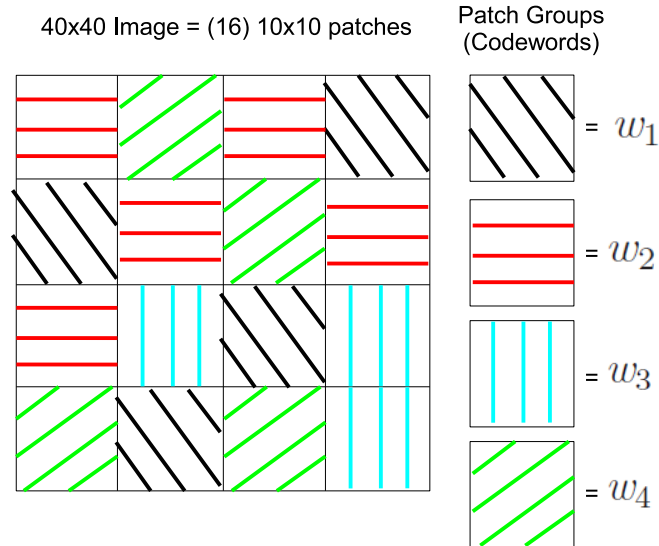 40x40 Image = (16) 10x10 patches
Patch Groups
(Codewords)
= w1
= w2
= w3
= w4